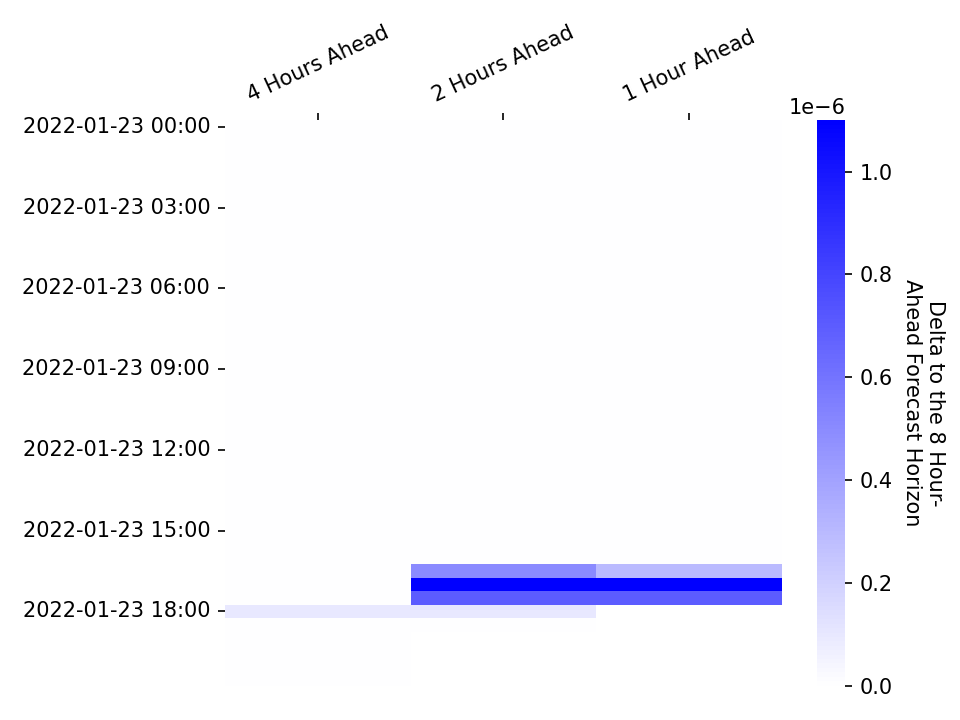 4 Hours Ahead
2 Hours Ahead
1 Hour Ahead
1e−6
2022-01-23 00:00
2022-01-23 03:00
2022-01-23 06:00
2022-01-23 09:00
2022-01-23 12:00
2022-01-23 15:00
2022-01-23 18:00
1.0
0.8
0.6
0.4
0.2
0.0
Delta to the 8 Hour-
Ahead Forecast Horizon